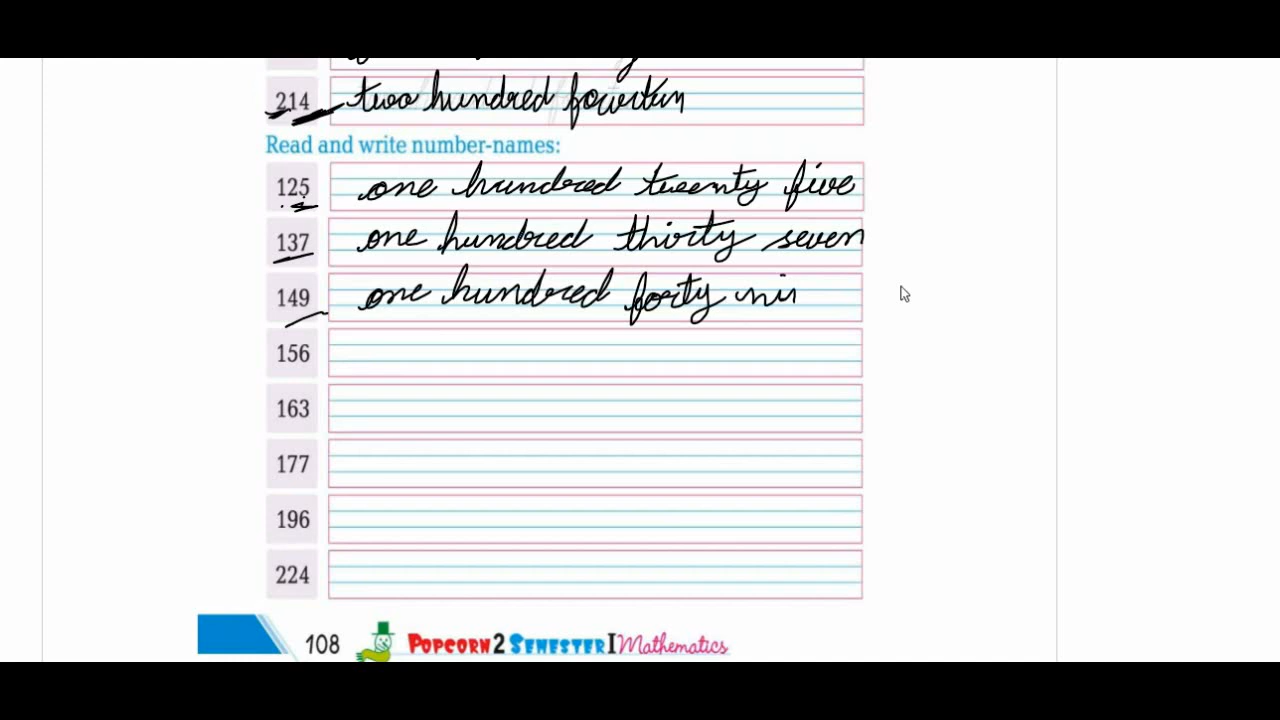 214 two hundred fourteen
Read and write number-names:
125 one hundred twenty five
137 one hundred thirty seven
149 one hundred forty nin
156
163
177
196
224
108 POPCORN 2 SEMESTER I Mathematics